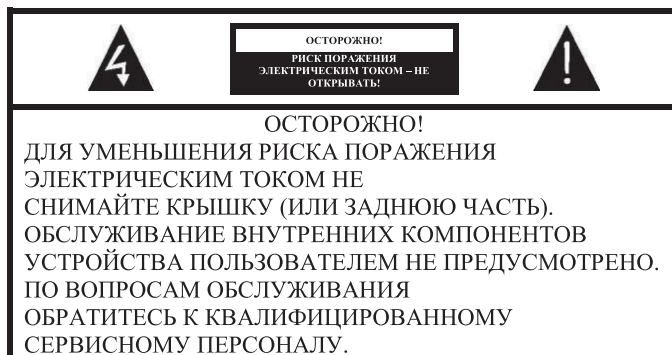 ОСТОРОЖНО!
РИСК ПОРАЖЕНИЯ
ЭЛЕКТРИЧЕСКИМ ТОКОМ – НЕ
ОТКРЫВАТЬ!
ОСТОРОЖНО!
ДЛЯ УМЕНЬШЕНИЯ РИСКА ПОРАЖЕНИЯ
ЭЛЕКТРИЧЕСКИМ ТОКОМ НЕ
СНИМАЙТЕ КРЫШКУ (ИЛИ ЗАДНЮЮ ЧАСТЬ).
ОБСЛУЖИВАНИЕ ВНУТРЕННИХ КОМПОНЕНТОВ
УСТРОЙСТВА ПОЛЬЗОВАТЕЛЕМ НЕ ПРЕДУСМОТРЕНО.
ПО ВОПРОСАМ ОБСЛУЖИВАНИЯ
ОБРАТИТЕСЬ К КВАЛИФИЦИРОВАННОМУ
СЕРВИСНОМУ ПЕРСОНАЛУ.